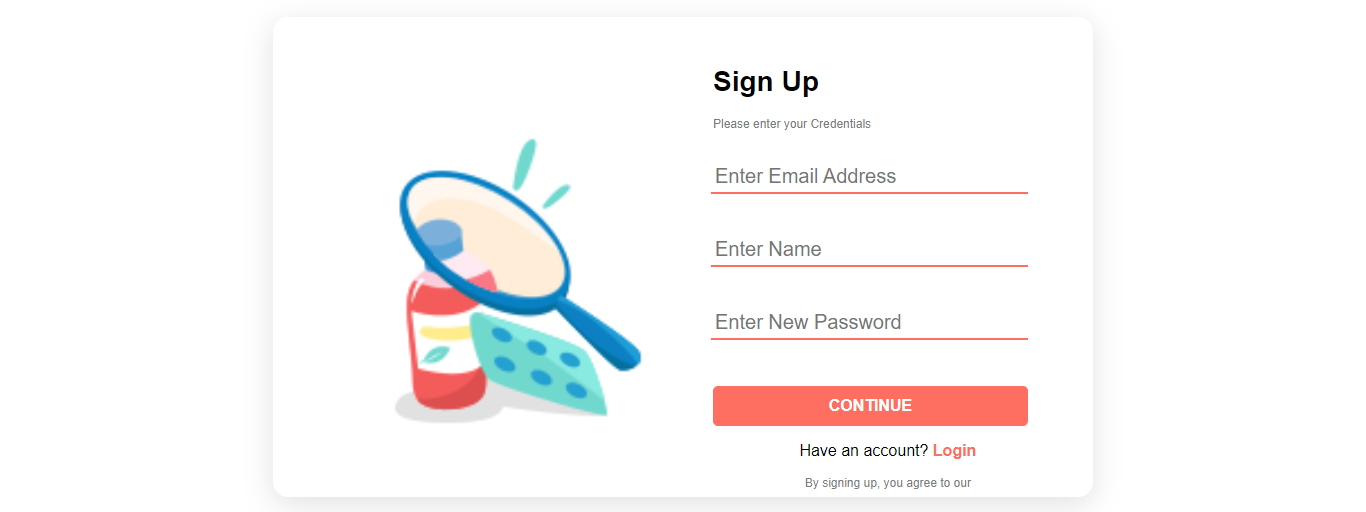 Sign Up
Please enter your Credentials
Enter Email Address
Enter Name
Enter New Password
CONTINUE
Have an account? Login
By signing up, you agree to our